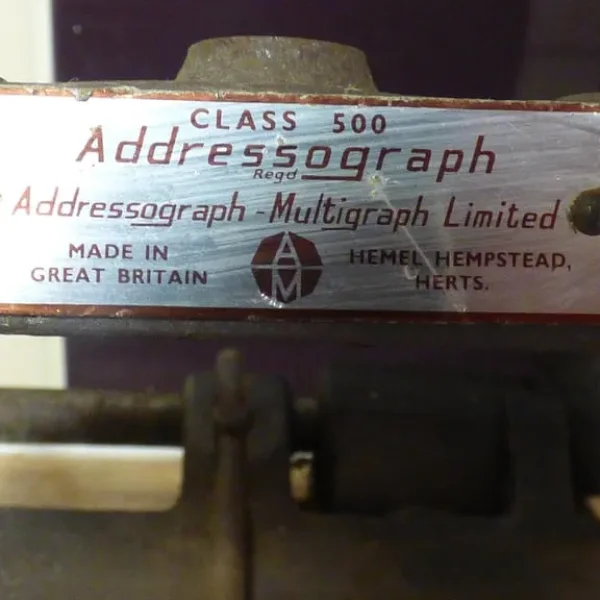 CLASS 500
Addressograph
Regd
Addressograph - Multigraph Limited
MADE IN
GREAT BRITAIN
AM
HEMEL HEMPSTEAD,
HERTS.